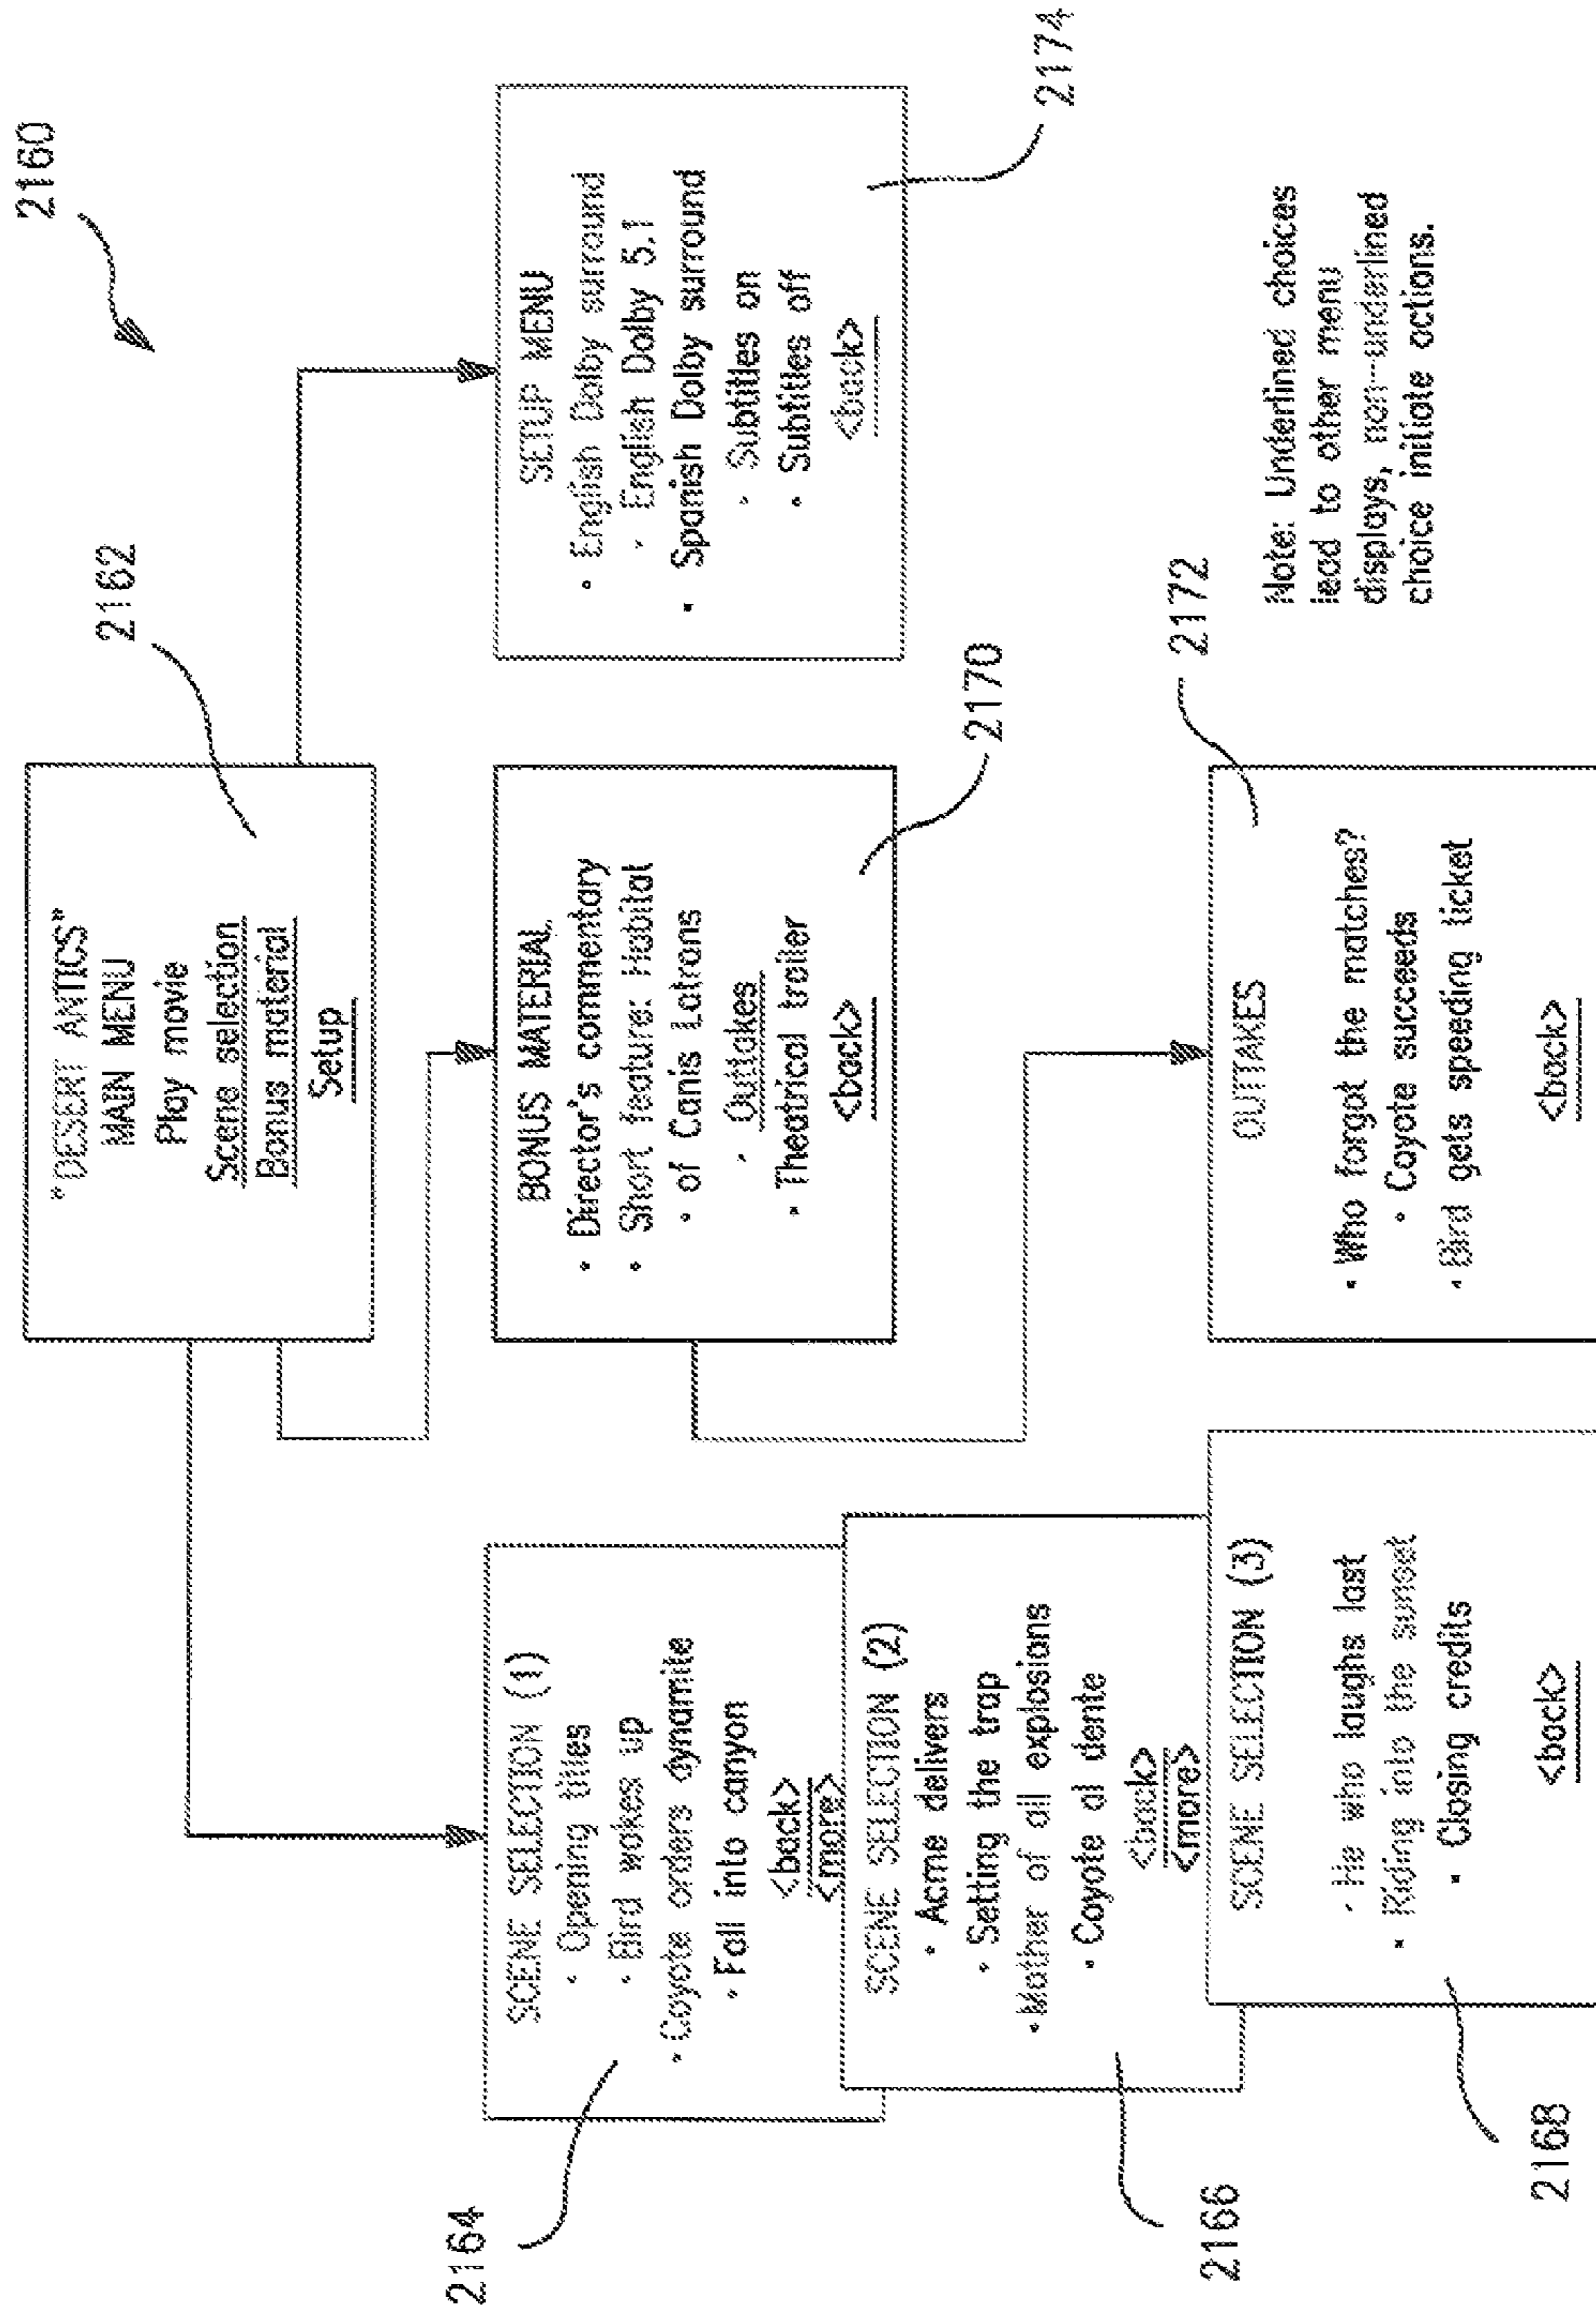 2160
2162
"DESERT ANTICS"
MAIN MENU
Play movie
Scene selection
Bonus material
Setup
2164
SCENE SELECTION (1)
• Opening titles
• Bird wakes up
• Coyote orders dynamite
• Fall into canyon
<back>
<more>
2166
SCENE SELECTION (2)
• Acme delivers
• Setting the trap
• Mother of all explosions
• Coyote al dente
<back>
<more>
2168
SCENE SELECTION (3)
• He who laughs last
• Riding into the sunset
• Closing credits
<back>
BONUS MATERIAL
• Director's commentary
• Short feature: Habitat
• of Canis Latrans
• Outtakes
• Theatrical trailer
<back>
2170
OUTTAKES
• Who forgot the matches?
• Coyote succeeds
• Bird gets speeding ticket
<back>
2172
SETUP MENU
• English Dolby surround
• English Dolby 5.1
• Spanish Dolby surround
• Subtitles on
• Subtitles off
<back>
2174
Note: Underlined choices
lead to other menu
displays, non-underlined
choice initiate actions.